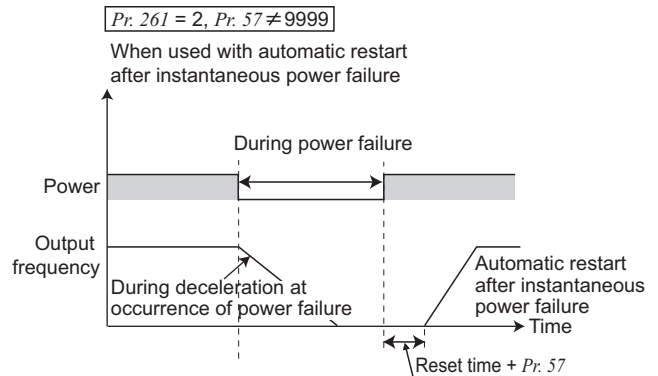 Pr. 261 = 2, Pr. 57 ≠ 9999
When used with automatic restart
after instantaneous power failure
During power failure
Power
Output
frequency
During deceleration at
occurrence of power failure
Automatic restart
after instantaneous
power failure
Time
Reset time + Pr. 57